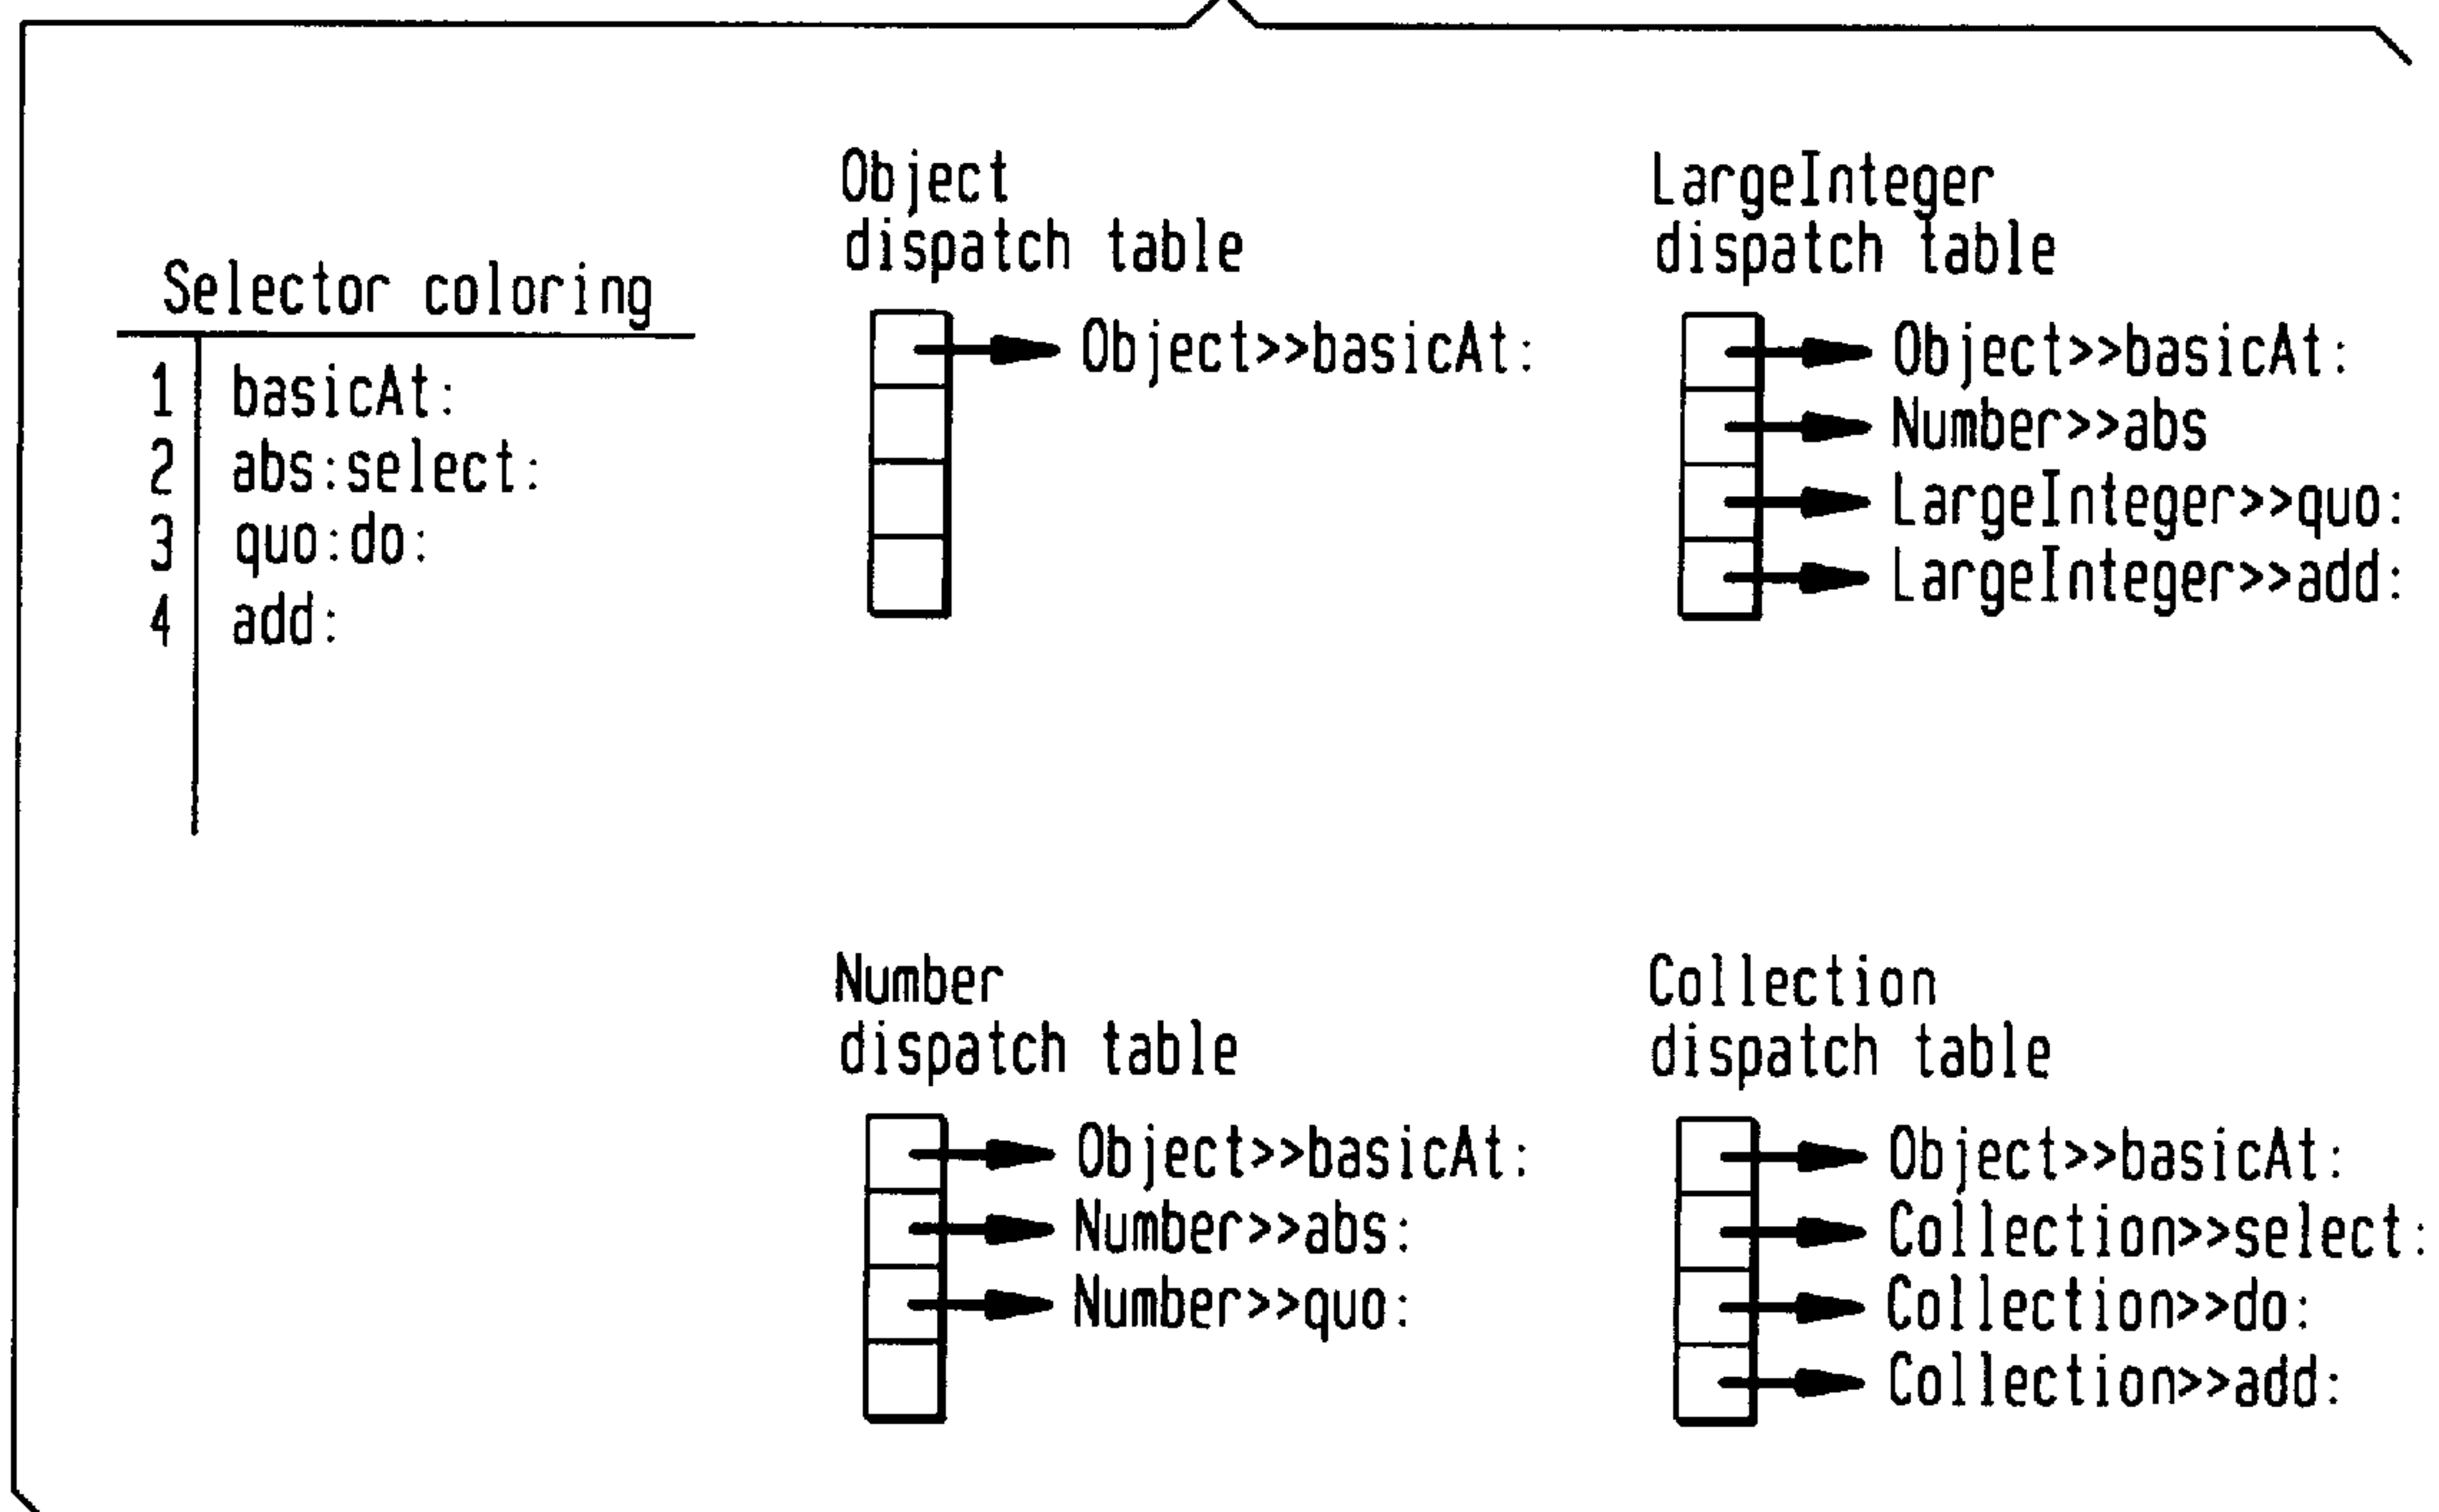 Selector coloring
1 basicAt:
2 abs:select:
3 quo:do:
4 add:
Object
dispatch table
Object>>basicAt:
LargeInteger
dispatch table
Object>>basicAt:
Number>>abs
LargeInteger>>quo:
LargeInteger>>add:
Number
dispatch table
Object>>basicAt:
Number>>abs:
Number>>quo:
Collection
dispatch table
Object>>basicAt:
Collection>>select:
Collection>>do:
Collection>>add: